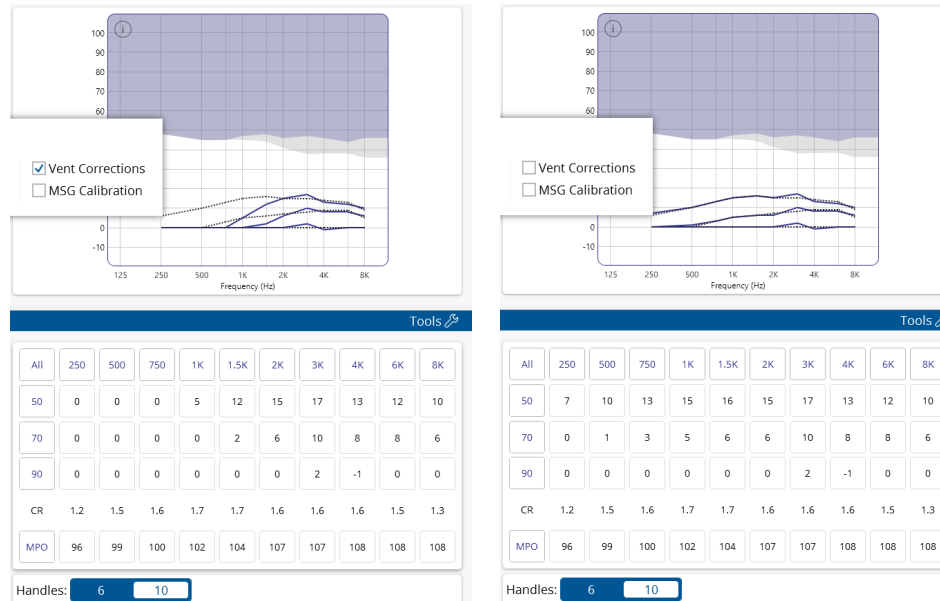 100
90
80
70
60
Vent Corrections
MSG Calibration
0
-10
125 250 500 1K 2K 4K 8K
Frequency (Hz)
Tools
All 250 500 750 1K 1.5K 2K 3K 4K 6K 8K
50 0 0 0 5 12 15 17 13 12 10
70 0 0 0 0 2 6 10 8 8 6
90 0 0 0 0 0 0 2 -1 0 0
CR 1.2 1.5 1.6 1.7 1.7 1.6 1.6 1.6 1.5 1.3
MPO 96 99 100 102 104 107 107 108 108 108
Handles: 6 10
100
90
80
70
60
Vent Corrections
MSG Calibration
0
-10
125 250 500 1K 2K 4K 8K
Frequency (Hz)
Tools
All 250 500 750 1K 1.5K 2K 3K 4K 6K 8K
50 7 10 13 15 16 15 17 13 12 10
70 0 1 3 5 6 6 10 8 8 6
90 0 0 0 0 0 0 2 -1 0 0
CR 1.2 1.5 1.6 1.7 1.7 1.6 1.6 1.6 1.5 1.3
MPO 96 99 100 102 104 107 107 108 108 108
Handles: 6 10